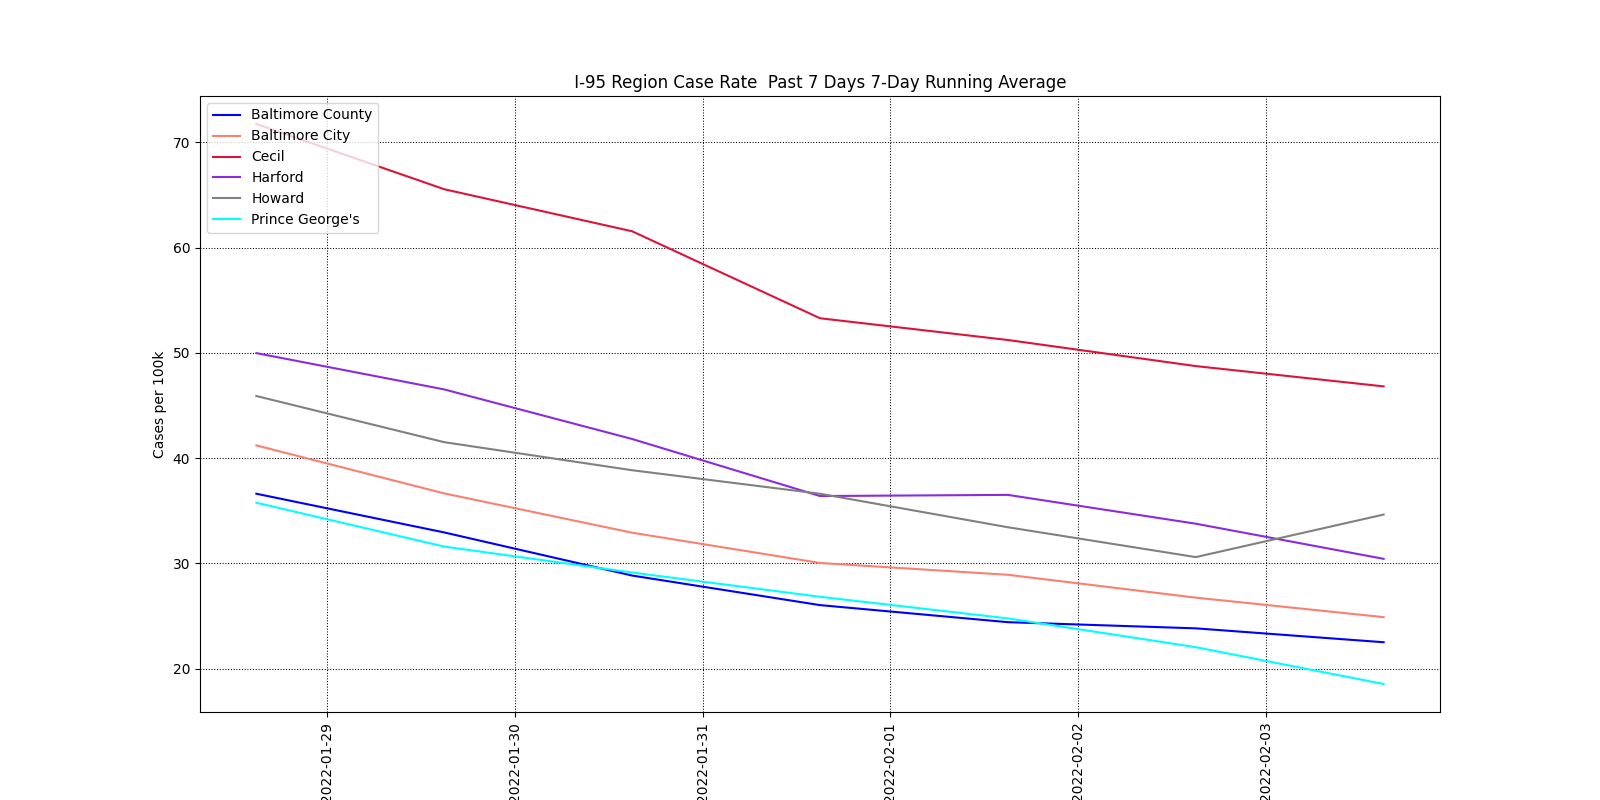 I-95 Region Case Rate  Past 7 Days 7-Day Running Average
Baltimore County
Baltimore City
Cecil
Harford
Howard
Prince George's
70
60
50
40
30
20
Cases per 100k
2022-01-29
2022-01-30
2022-01-31
2022-02-01
2022-02-02
2022-02-03